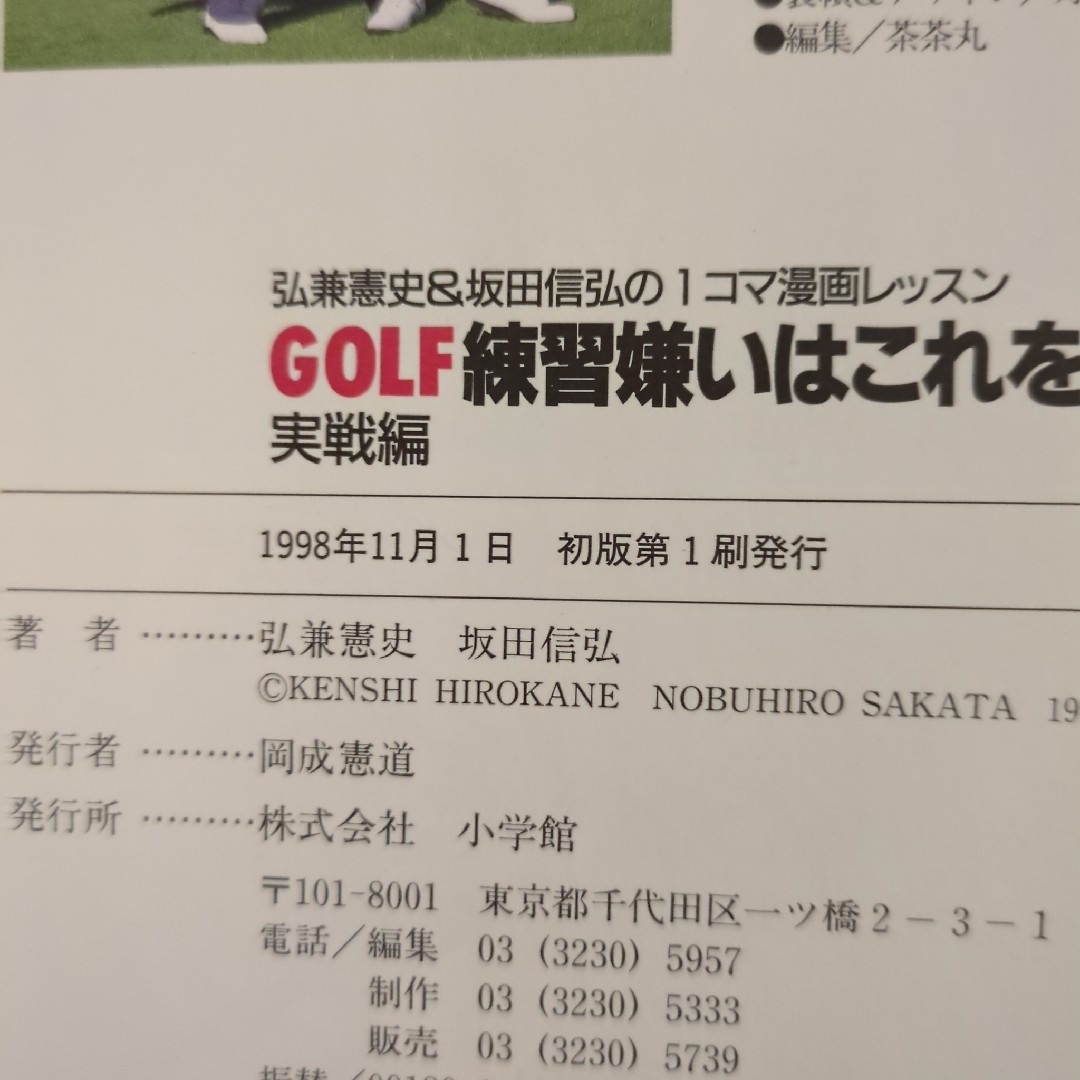 ●編集／茶茶丸
弘兼憲史&坂田信弘の1コマ漫画レッスン
GOLF練習嫌いはこれを
実戦編
1998年11月1日　初版第1刷発行
著　者………弘兼憲史　坂田信弘
©KENSHI HIROKANE　NOBUHIRO SAKATA 19
発行者………岡成憲道
発行所………株式会社　小学館
〒101-8001　東京都千代田区一ツ橋2－3－1
電話／編集　03（3230）5957
制作　03（3230）5333
販売　03（3230）5739